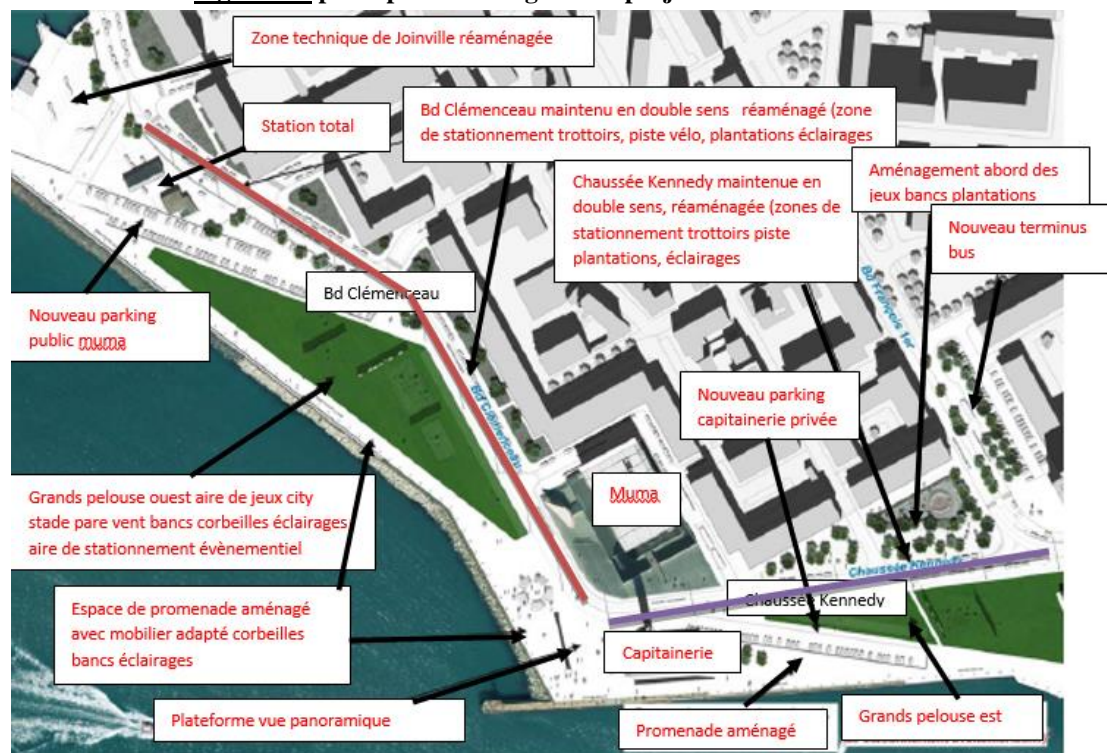 Zone technique de Joinville réaménagée
Station total
Bd Clémenceau maintenu en double sens réaménagé (zone
de stationnement trottoirs, piste vélo, plantations éclairages
Chaussée Kennedy maintenue en
double sens, réaménagée (zones de
stationnement trottoirs piste
plantations, éclairages
Aménagement abord des
jeux bancs plantations
Nouveau terminus
bus
Bd François 1er
Bd Clémenceau
Nouveau parking
public muma
Bd Clémenceau
Nouveau parking
capitainerie privée
Grands pelouse ouest aire de jeux city
stade pare vent bancs corbeilles éclairages
aire de stationnement évènementiel
Muma
Chaussée Kennedy
Chaussée Kennedy
Espace de promenade aménagé
avec mobilier adapté corbeilles
bancs éclairages
Capitainerie
Plateforme vue panoramique
Promenade aménagé
Grands pelouse est